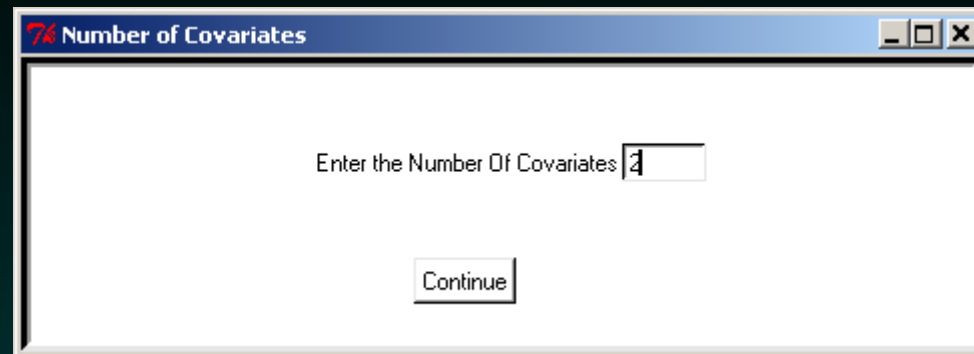 Number of Covariates
Enter the Number Of Covariates 2
Continue